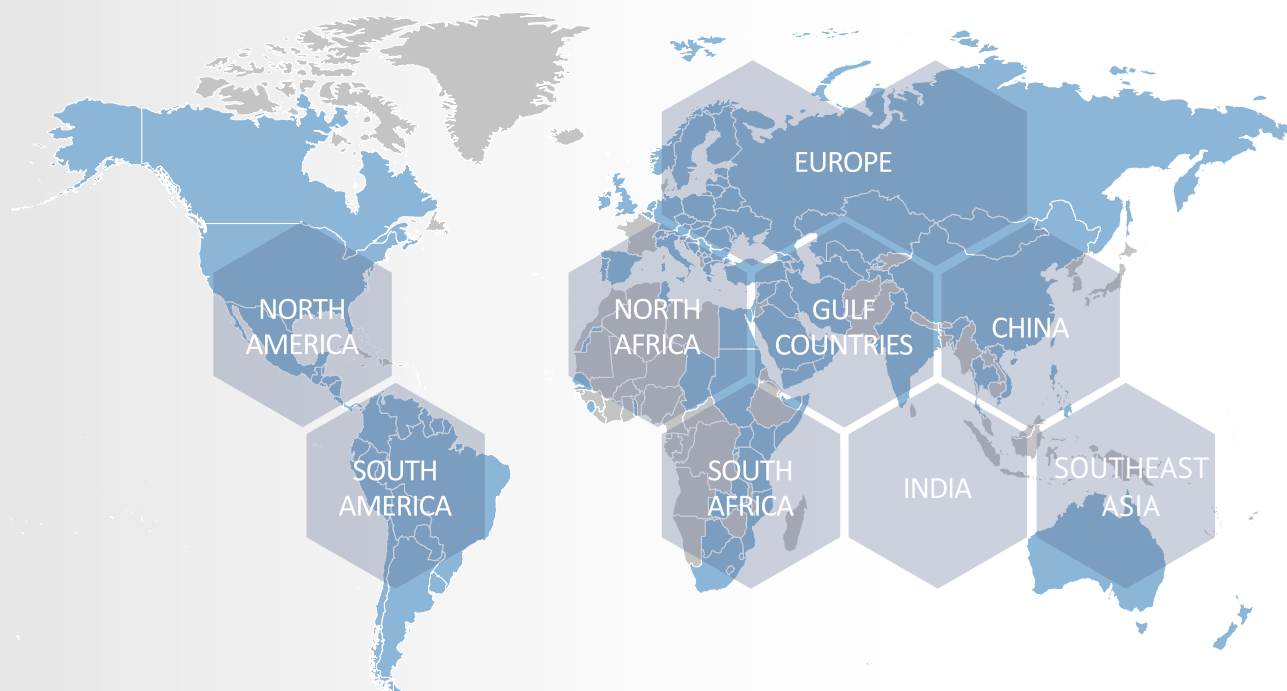 EUROPE
NORTH
AMERICA
NORTH
AFRICA
GULF
COUNTRIES
CHINA
SOUTH
AMERICA
SOUTH
AFRICA
INDIA
SOUTHEAST
ASIA